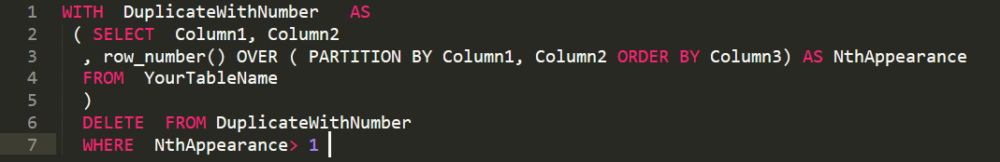 1 WITH DuplicateWithNumber AS
2 ( SELECT Column1, Column2
3 , row_number() OVER ( PARTITION BY Column1, Column2 ORDER BY Column3) AS NthAppearance
4 FROM YourTableName
5 )
6 DELETE FROM DuplicateWithNumber
7 WHERE NthAppearance> 1